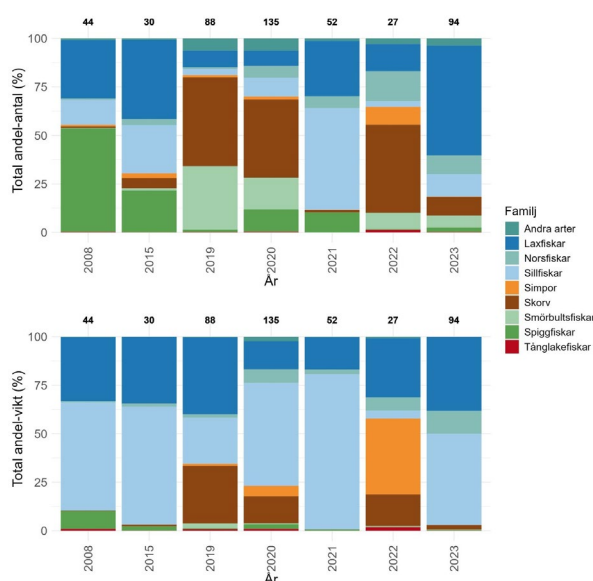 44 30 88 135 52 27 94
Total andel-antal (%)
100
75
50
25
0
2008 2015 2019 2020 2021 2022 2023
År
Familj
Andra arter
Laxfiskar
Norsfiskar
Sillfiskar
Simpor
Skorv
Smörbultsfiskar
Spiggfiskar
Tånglakefiskar
44 30 88 135 52 27 94
Total andel-vikt (%)
100
75
50
25
0
2008 2015 2019 2020 2021 2022 2023
År